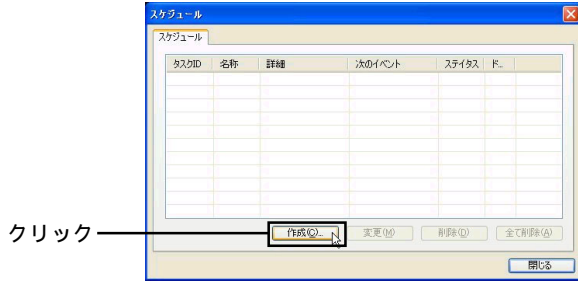 スケジュール
スケジュール
タスクID 名称 詳細 次のイベント ステイタス ド...
クリック
作成(C)... 変更(M) 削除(D) 全て削除(A)
閉じる